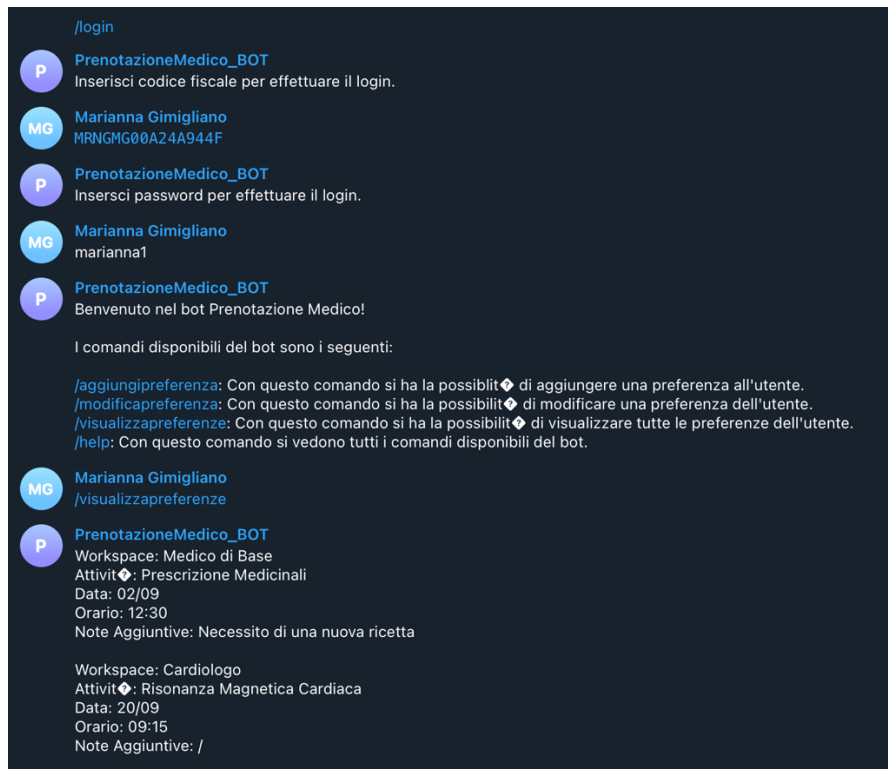 /login
P
PrenotazioneMedico_BOT
Inserisci codice fiscale per effettuare il login.
MG
Marianna Gimigliano
MRNGMG00A24A944F
P
PrenotazioneMedico_BOT
Insersci password per effettuare il login.
MG
Marianna Gimigliano
marianna1
P
PrenotazioneMedico_BOT
Benvenuto nel bot Prenotazione Medico!
I comandi disponibili del bot sono i seguenti:
/aggiungipreferenza: Con questo comando si ha la possiblit� di aggiungere una preferenza all'utente.
/modificapreferenza: Con questo comando si ha la possibilit� di modificare una preferenza dell'utente.
/visualizzapreferenze: Con questo comando si ha la possibilit� di visualizzare tutte le preferenze dell'utente.
/help: Con questo comando si vedono tutti i comandi disponibili del bot.
MG
Marianna Gimigliano
/visualizzapreferenze
P
PrenotazioneMedico_BOT
Workspace: Medico di Base
Attivit�: Prescrizione Medicinali
Data: 02/09
Orario: 12:30
Note Aggiuntive: Necessito di una nuova ricetta
Workspace: Cardiologo
Attivit�: Risonanza Magnetica Cardiaca
Data: 20/09
Orario: 09:15
Note Aggiuntive: /